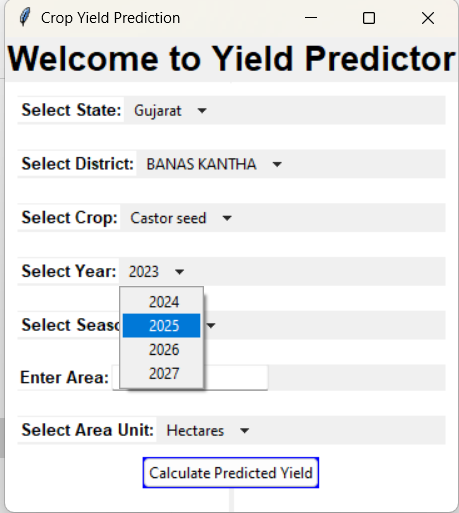 Crop Yield Prediction
Welcome to Yield Predictor
Select State: Gujarat
Select District: BANAS KANTHA
Select Crop: Castor seed
Select Year: 2023
2024
2025
2026
2027
Select
Enter Area:
Select Area Unit: Hectares
Calculate Predicted Yield